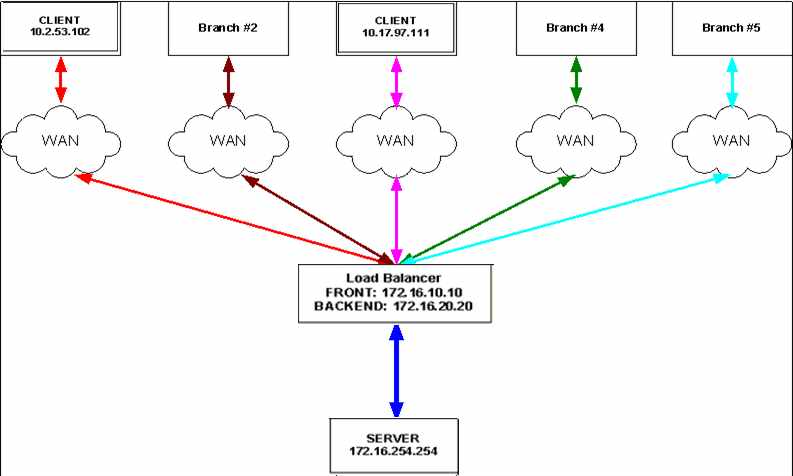 CLIENT
10.2.53.102
Branch #2
CLIENT
10.17.97.111
Branch #4
Branch #5
WAN
WAN
WAN
WAN
WAN
Load Balancer
FRONT: 172.16.10.10
BACKEND: 172.16.20.20
SERVER
172.16.254.254